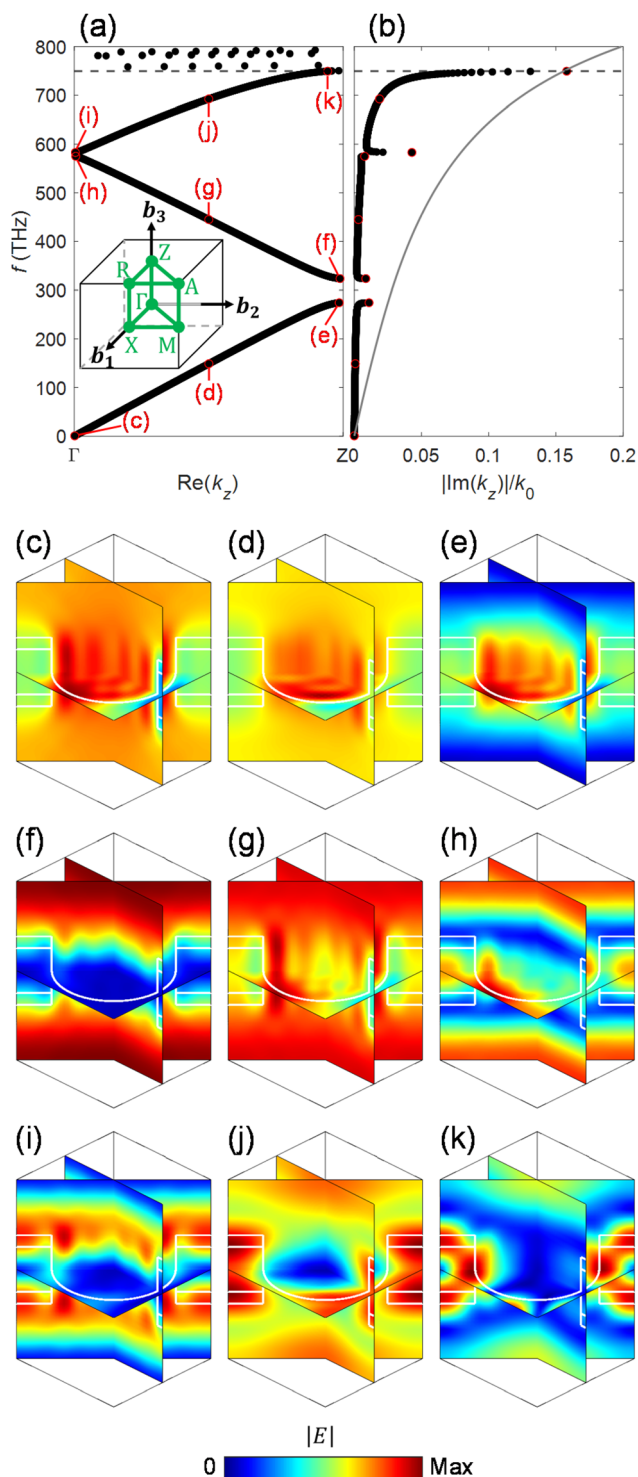 (a) (b)
800
700
600
500
400
300
200
100
0
f (THz)
(i)
(h)
(j)
(k)
(g)
(f)
(e)
(d)
(c)
b3
Z
R
A
Γ
b2
X
M
b1
Γ Z0 0.05 0.1 0.15 0.2
Re(kz) |Im(kz)|/k0
(c) (d) (e)
(f) (g) (h)
(i) (j) (k)
|E|
0 Max